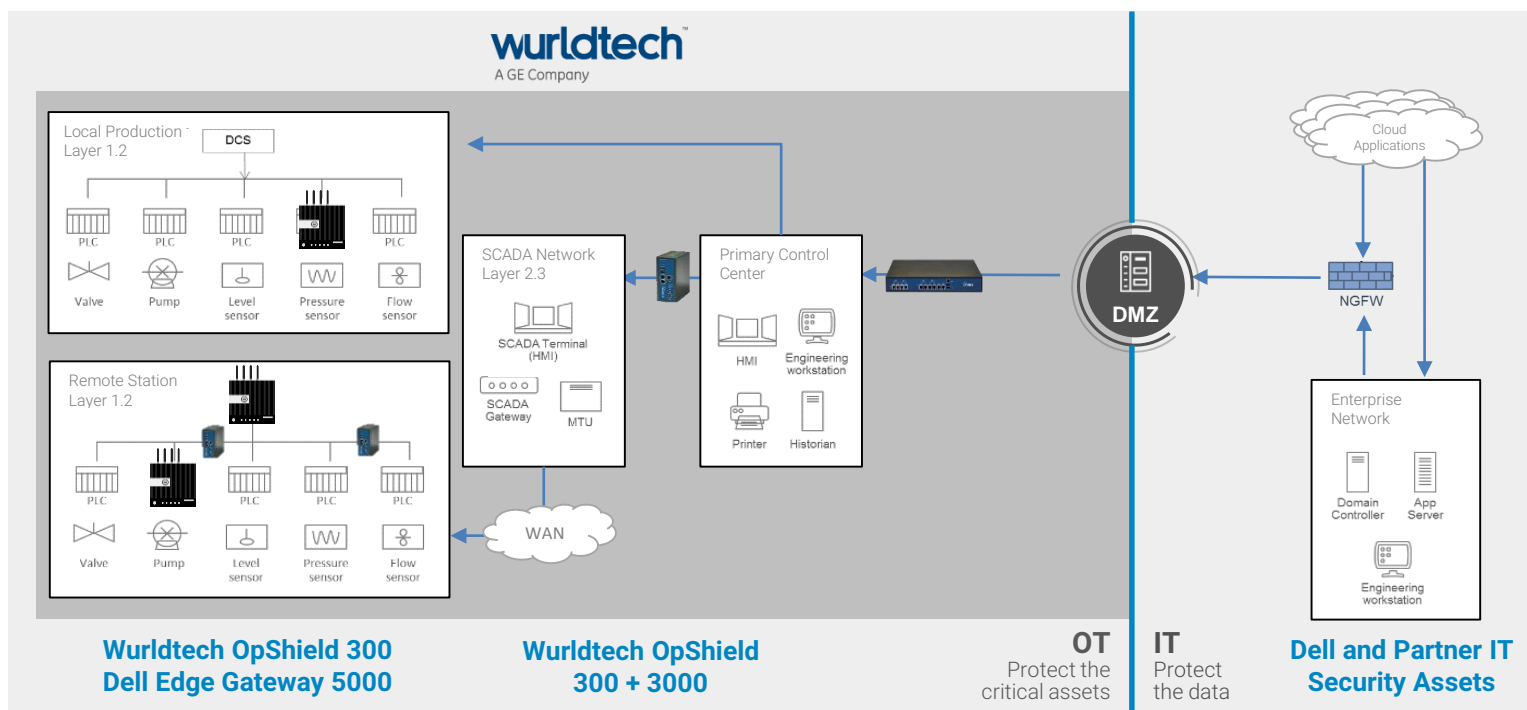 wurldtech™
A GE Company
Local Production
Layer 1.2
DCS
PLC
PLC
PLC
PLC
Valve
Pump
Level
sensor
Pressure
sensor
Flow
sensor
Remote Station
Layer 1.2
PLC
PLC
PLC
PLC
Valve
Pump
Level
sensor
Pressure
sensor
Flow
sensor
SCADA Network
Layer 2.3
SCADA Terminal
(HMI)
SCADA
Gateway
MTU
WAN
Primary Control
Center
HMI
Engineering
workstation
Printer
Historian
DMZ
Cloud
Applications
NGFW
Enterprise
Network
Domain
Controller
App
Server
Engineering
workstation
Wurldtech OpShield 300
Dell Edge Gateway 5000
Wurldtech OpShield
300 + 3000
OT
Protect the
critical assets
IT
Protect
the data
Dell and Partner IT
Security Assets